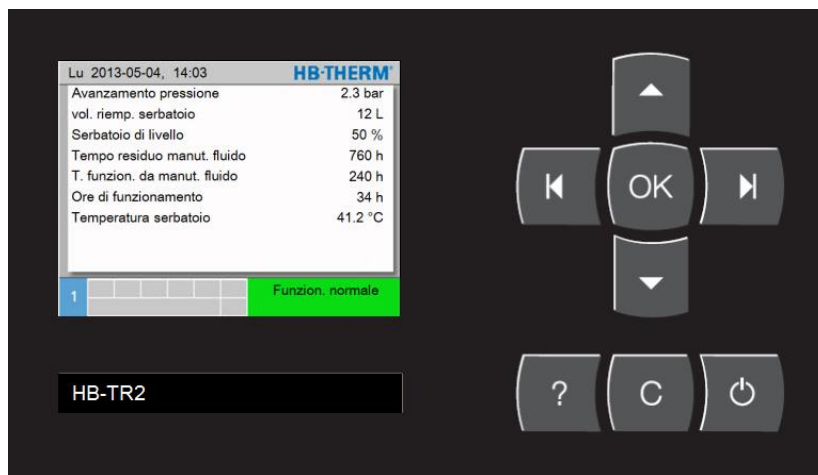 Lu 2013-05-04, 14:03 HB-THERM®
Avanzamento pressione 2.3 bar
vol. riemp. serbatoio 12 L
Serbatoio di livello 50 %
Tempo residuo manut. fluido 760 h
T. funzion. da manut. fluido 240 h
Ore di funzionamento 34 h
Temperatura serbatoio 41.2 °C
1 Funzion. normale
HB-TR2
OK
? C